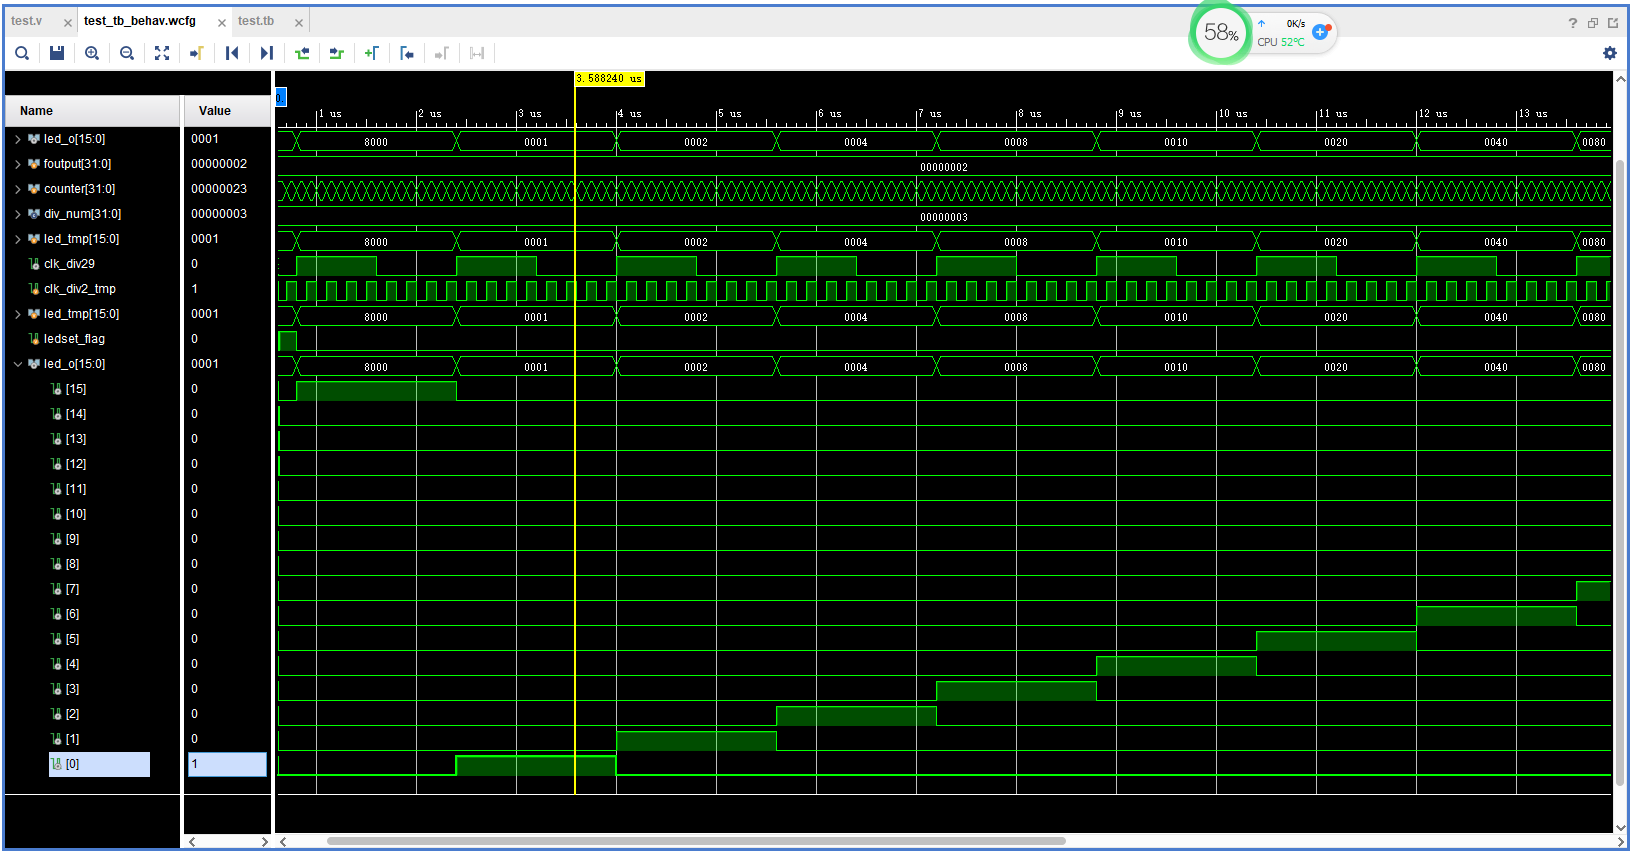 test.v test_tb_behav.wcfg test.tb
58% 0K/s
CPU 52℃
3.588240 us
Name Value
1 us 2 us 3 us 4 us 5 us 6 us 7 us 8 us 9 us 10 us 11 us 12 us 13 us
led_o[15:0] 0001 8000 0001 0002 0004 0008 0010 0020 0040 0080
foutput[31:0] 00000002 00000002
counter[31:0] 00000023
div_num[31:0] 00000003 00000003
led_tmp[15:0] 0001 8000 0001 0002 0004 0008 0010 0020 0040 0080
clk_div29 0
clk_div2_tmp 1
led_tmp[15:0] 0001 8000 0001 0002 0004 0008 0010 0020 0040 0080
ledset_flag 0
led_o[15:0] 0001 8000 0001 0002 0004 0008 0010 0020 0040 0080
[15] 0
[14] 0
[13] 0
[12] 0
[11] 0
[10] 0
[9] 0
[8] 0
[7] 0
[6] 0
[5] 0
[4] 0
[3] 0
[2] 0
[1] 0
[0] 1